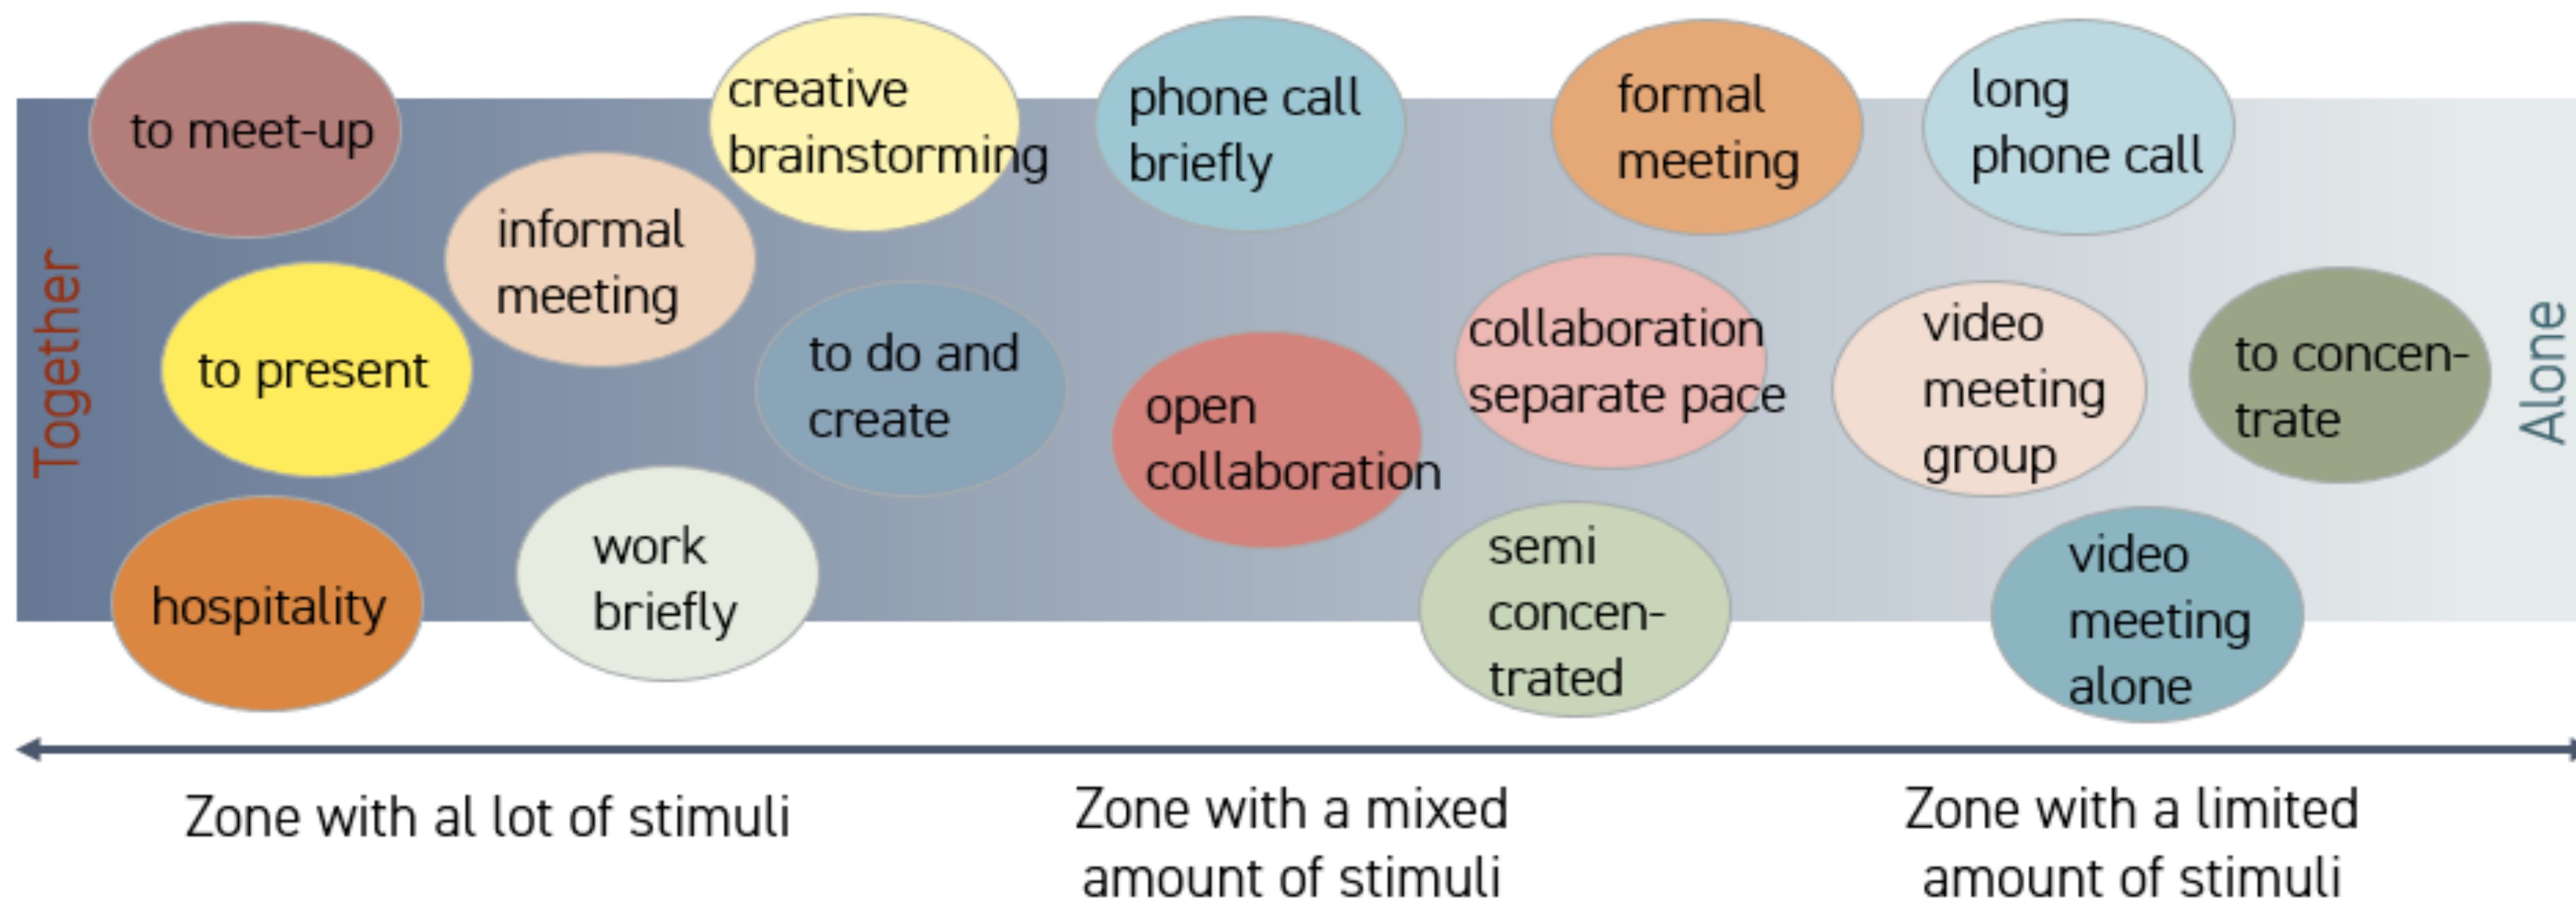 Together
to meet-up
to present
hospitality
informal
meeting
work
briefly
creative
brainstorming
to do and
create
phone call
briefly
open
collaboration
formal
meeting
collaboration
separate pace
semi
concen-
trated
long
phone call
video
meeting
group
video
meeting
alone
to concen-
trate
Alone
Zone with al lot of stimuli
Zone with a mixed
amount of stimuli
Zone with a limited
amount of stimuli